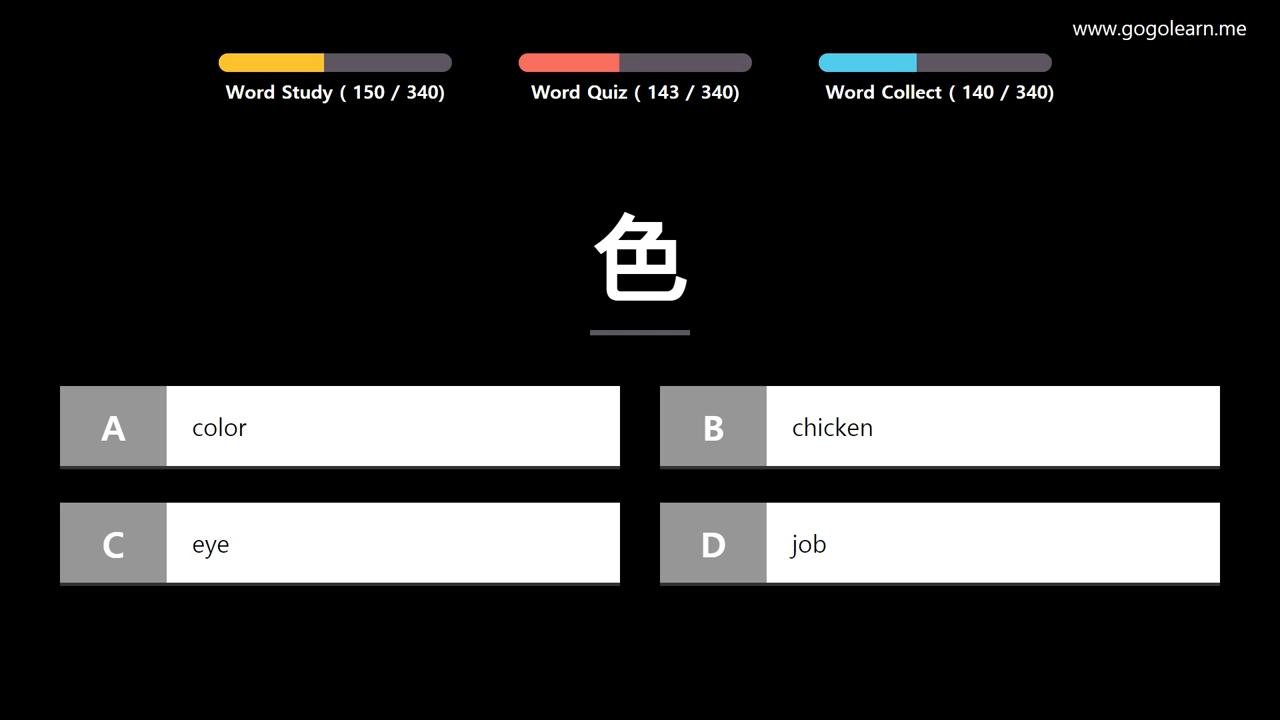 www.gogolearn.me
Word Study ( 150 / 340)
Word Quiz ( 143 / 340)
Word Collect ( 140 / 340)
色
A color
B chicken
C eye
D job